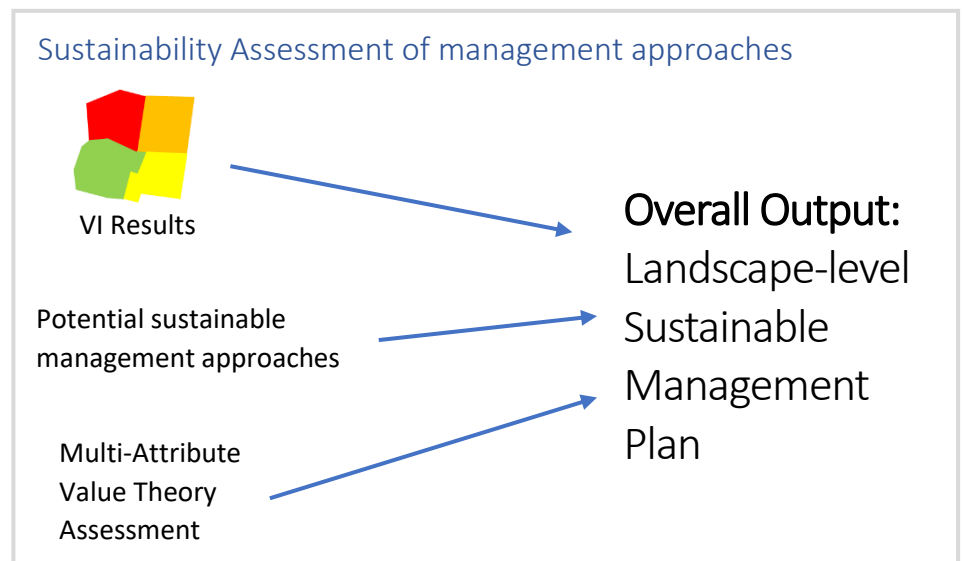 Sustainability Assessment of management approaches
VI Results
Potential sustainable
management approaches
Multi-Attribute
Value Theory
Assessment
Overall Output:
Landscape-level
Sustainable
Management
Plan